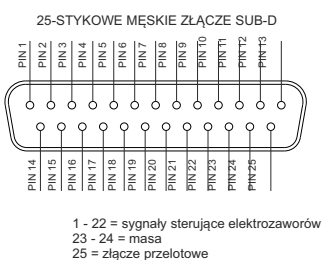 25-STYKOWE MĘSKIE ZŁĄCZE SUB-D
PIN 1 PIN 2 PIN 3 PIN 4 PIN 5 PIN 6 PIN 7 PIN 8 PIN 9 PIN 10 PIN 11 PIN 12 PIN 13
PIN 14 PIN 15 PIN 16 PIN 17 PIN 18 PIN 19 PIN 20 PIN 21 PIN 22 PIN 23 PIN 24 PIN 25
1 - 22 = sygnały sterujące elektrozaworów
23 - 24 = masa
25 = złącze przelotowe